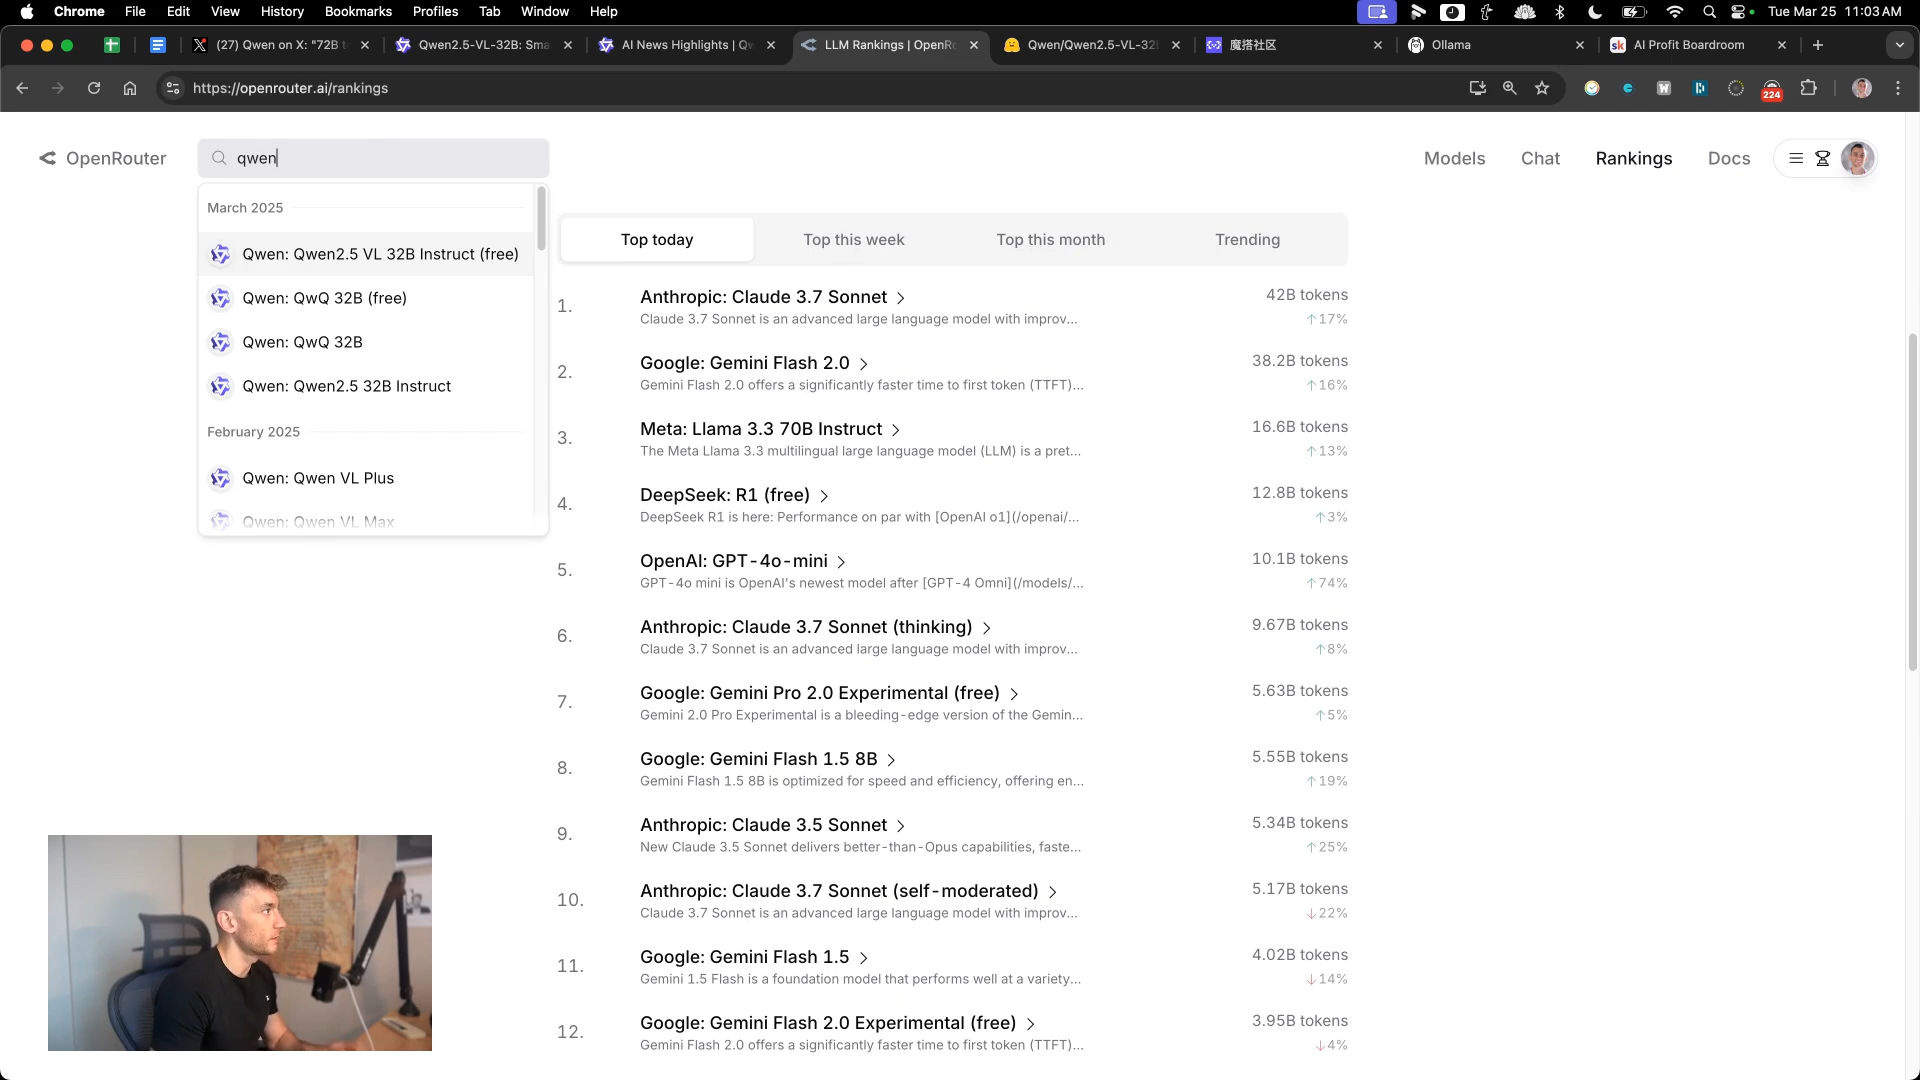 Chrome File Edit View History Bookmarks Profiles Tab Window Help
224
Tue Mar 25 11:03 AM
(27) Qwen on X: "72B t
Qwen2.5-VL-32B: Sma
AI News Highlights | Qw
LLM Rankings | OpenRo
Qwen/Qwen2.5-VL-32B
魔搭社区
Ollama
sk
AI Profit Boardroom
https://openrouter.ai/rankings
OpenRouter
qwen
Models
Chat
Rankings
Docs
March 2025
Qwen: Qwen2.5 VL 32B Instruct (free)
Qwen: QwQ 32B (free)
Qwen: QwQ 32B
Qwen: Qwen2.5 32B Instruct
February 2025
Qwen: Qwen VL Plus
Qwen: Qwen VL Max
Top today
Top this week
Top this month
Trending
1. Anthropic: Claude 3.7 Sonnet 42B tokens
Claude 3.7 Sonnet is an advanced large language model with improv... ↑17%
2. Google: Gemini Flash 2.0 38.2B tokens
Gemini Flash 2.0 offers a significantly faster time to first token (TTFT)... ↑16%
3. Meta: Llama 3.3 70B Instruct 16.6B tokens
The Meta Llama 3.3 multilingual large language model (LLM) is a pret... ↑13%
4. DeepSeek: R1 (free) 12.8B tokens
DeepSeek R1 is here: Performance on par with [OpenAI o1](/openai/... ↑3%
5. OpenAI: GPT-4o-mini 10.1B tokens
GPT-4o mini is OpenAI's newest model after [GPT-4 Omni](/models/... ↑74%
6. Anthropic: Claude 3.7 Sonnet (thinking) 9.67B tokens
Claude 3.7 Sonnet is an advanced large language model with improv... ↑8%
7. Google: Gemini Pro 2.0 Experimental (free) 5.63B tokens
Gemini 2.0 Pro Experimental is a bleeding-edge version of the Gemin... ↑5%
8. Google: Gemini Flash 1.5 8B 5.55B tokens
Gemini Flash 1.5 8B is optimized for speed and efficiency, offering en... ↑19%
9. Anthropic: Claude 3.5 Sonnet 5.34B tokens
New Claude 3.5 Sonnet delivers better-than-Opus capabilities, faste... ↑25%
10. Anthropic: Claude 3.7 Sonnet (self-moderated) 5.17B tokens
Claude 3.7 Sonnet is an advanced large language model with improv... ↓22%
11. Google: Gemini Flash 1.5 4.02B tokens
Gemini 1.5 Flash is a foundation model that performs well at a variety... ↓14%
12. Google: Gemini Flash 2.0 Experimental (free) 3.95B tokens
Gemini Flash 2.0 offers a significantly faster time to first token (TTFT)... ↓4%